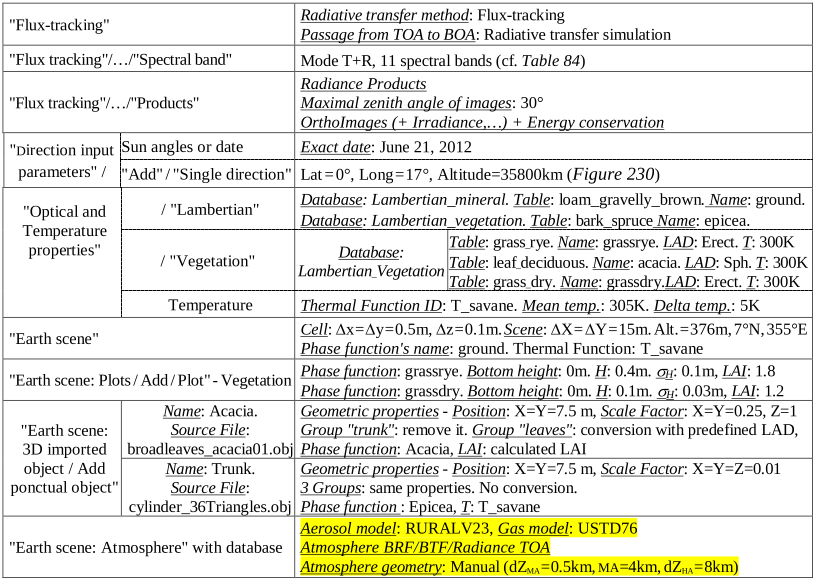 "Flux-tracking"
Radiative transfer method: Flux-tracking
Passage from TOA to BOA: Radiative transfer simulation
"Flux tracking"/…/"Spectral band"
Mode T+R, 11 spectral bands (cf. Table 84)
"Flux tracking"/…/"Products"
Radiance Products
Maximal zenith angle of images: 30°
OrthoImages (+ Irradiance,…) + Energy conservation
"Direction input
parameters" /
Sun angles or date
Exact date: June 21, 2012
"Add" / "Single direction"
Lat=0°, Long=17°, Altitude=35800km (Figure 230)
"Optical and
Temperature
properties"
/ "Lambertian"
Database: Lambertian_mineral. Table: loam_gravelly_brown. Name: ground.
Database: Lambertian_vegetation. Table: bark_spruce Name: epicea.
/ "Vegetation"
Database:
Lambertian_Vegetation
Table: grass_rye. Name: grassrye. LAD: Erect. T: 300K
Table: leaf_deciduous. Name: acacia. LAD: Sph. T: 300K
Table: grass_dry. Name: grassdry.LAD: Erect. T: 300K
Temperature
Thermal Function ID: T_savane. Mean temp.: 305K. Delta temp.: 5K
"Earth scene"
Cell: Δx=Δy=0.5m, Δz=0.1m. Scene: ΔX=ΔY=15m. Alt.=376m, 7°N, 355°E
Phase function's name: ground. Thermal Function: T_savane
"Earth scene: Plots / Add / Plot" - Vegetation
Phase function: grassrye. Bottom height: 0m. H: 0.4m. σH: 0.1m, LAI: 1.8
Phase function: grassdry. Bottom height: 0m. H: 0.1m. σH: 0.03m, LAI: 1.2
"Earth scene:
3D imported
object / Add
ponctual object"
Name: Acacia.
Source File:
broadleaves_acacia01.obj
Geometric properties - Position: X=Y=7.5 m, Scale Factor: X=Y=0.25, Z=1
Group "trunk": remove it. Group "leaves": conversion with predefined LAD,
Phase function: Acacia, LAI: calculated LAI
Name: Trunk.
Source File:
cylinder_36Triangles.obj
Geometric properties - Position: X=Y=7.5 m, Scale Factor: X=Y=Z=0.01
3 Groups: same properties. No conversion.
Phase function : Epicea, T: T_savane
"Earth scene: Atmosphere" with database
Aerosol model: RURALV23, Gas model: USTD76
Atmosphere BRF/BTF/Radiance TOA
Atmosphere geometry: Manual (dZMA=0.5km, MA=4km, dZHA=8km)